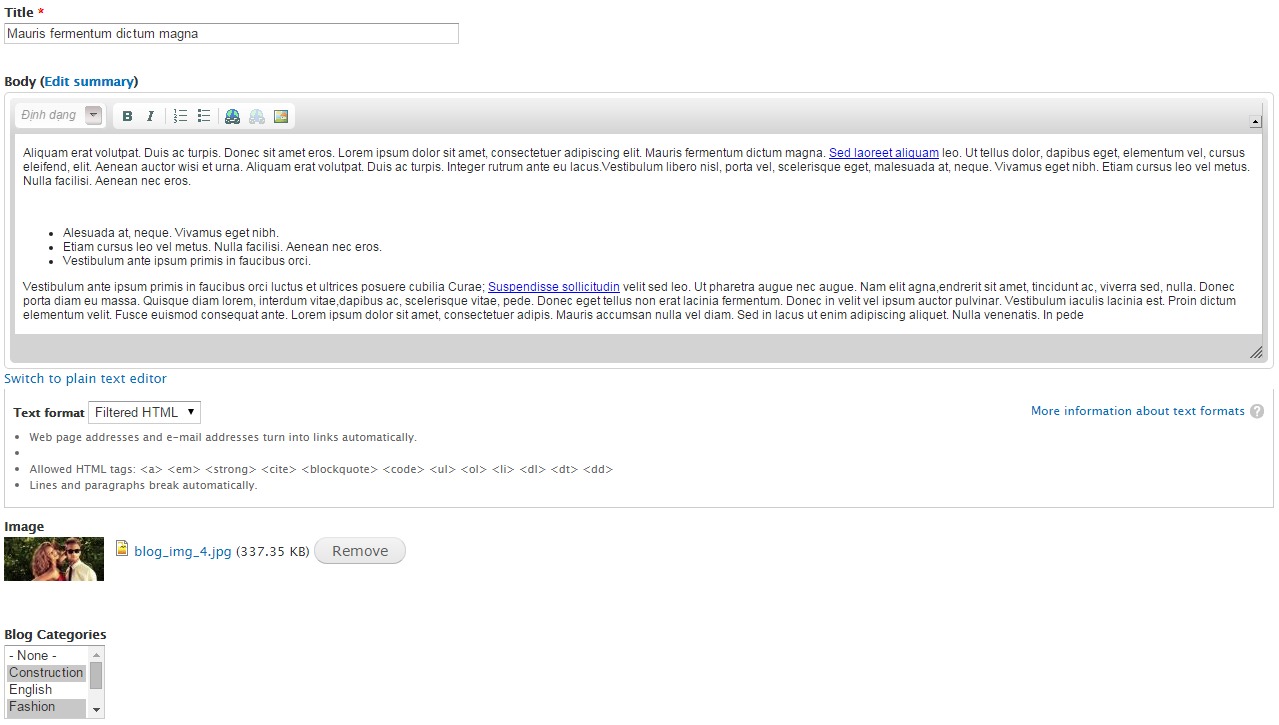 Title *
Mauris fermentum dictum magna
Body (Edit summary)
Định dạng
B I
Aliquam erat volutpat. Duis ac turpis. Donec sit amet eros. Lorem ipsum dolor sit amet, consectetuer adipiscing elit. Mauris fermentum dictum magna. Sed laoreet aliquam leo. Ut tellus dolor, dapibus eget, elementum vel, cursus
eleifend, elit. Aenean auctor wisi et urna. Aliquam erat volutpat. Duis ac turpis. Integer rutrum ante eu lacus.Vestibulum libero nisl, porta vel, scelerisque eget, malesuada at, neque. Vivamus eget nibh. Etiam cursus leo vel metus.
Nulla facilisi. Aenean nec eros.
• Alesuada at, neque. Vivamus eget nibh.
• Etiam cursus leo vel metus. Nulla facilisi. Aenean nec eros.
• Vestibulum ante ipsum primis in faucibus orci.
Vestibulum ante ipsum primis in faucibus orci luctus et ultrices posuere cubilia Curae; Suspendisse sollicitudin velit sed leo. Ut pharetra augue nec augue. Nam elit agna,endrerit sit amet, tincidunt ac, viverra sed, nulla. Donec
porta diam eu massa. Quisque diam lorem, interdum vitae,dapibus ac, scelerisque vitae, pede. Donec eget tellus non erat lacinia fermentum. Donec in velit vel ipsum auctor pulvinar. Vestibulum iaculis lacinia est. Proin dictum
elementum velit. Fusce euismod consequat ante. Lorem ipsum dolor sit amet, consectetuer adipis. Mauris accumsan nulla vel diam. Sed in lacus ut enim adipiscing aliquet. Nulla venenatis. In pede
Switch to plain text editor
Text format Filtered HTML
More information about text formats ?
• Web page addresses and e-mail addresses turn into links automatically.
•
• Allowed HTML tags: <a> <em> <strong> <cite> <blockquote> <code> <ul> <ol> <li> <dl> <dt> <dd>
• Lines and paragraphs break automatically.
Image
blog_img_4.jpg (337.35 KB) Remove
Blog Categories
- None -
Construction
English
Fashion